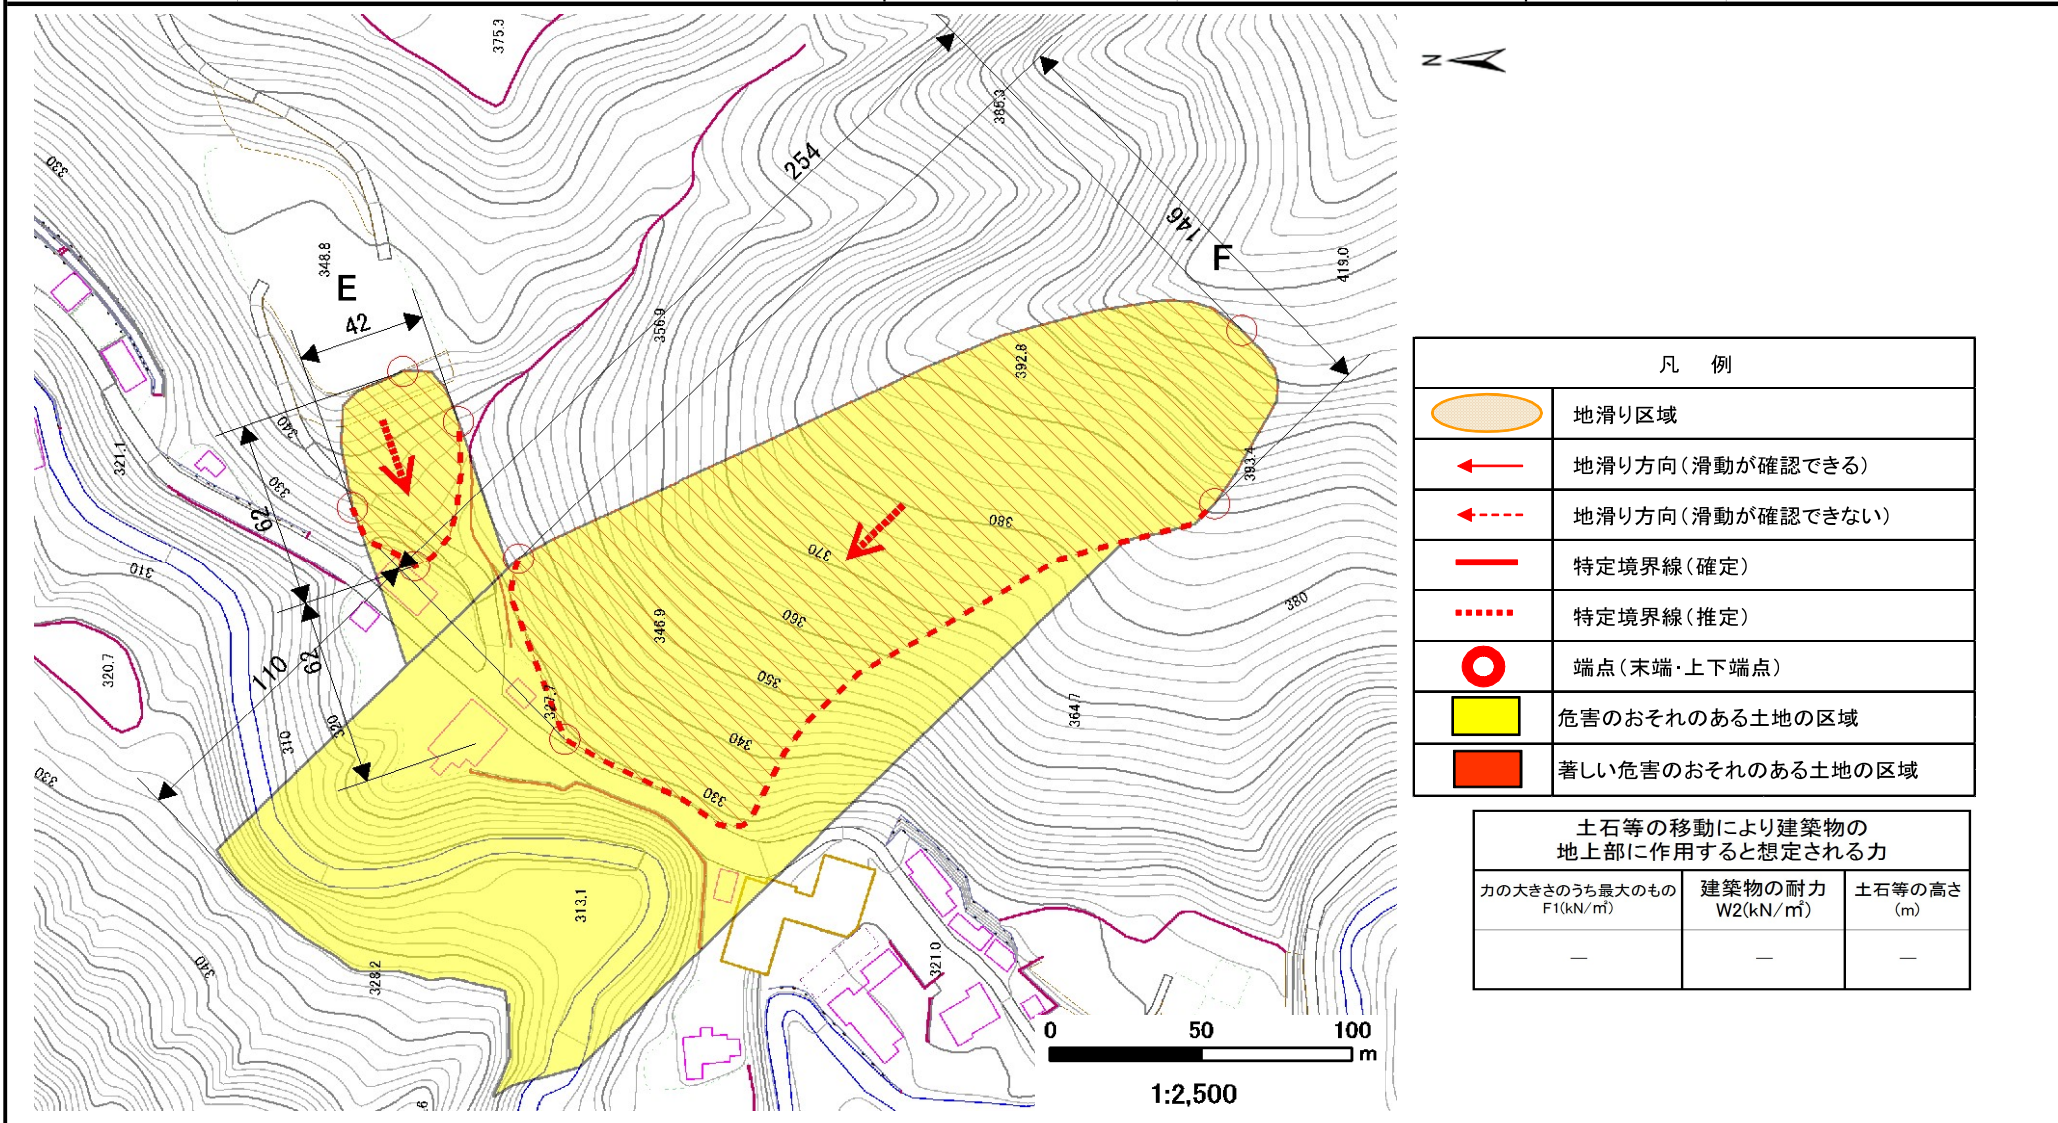 375.3
N
254
385.3
330
146
F
419.0
348.8
E
42
356.9
392.8
凡 例
地滑り区域
地滑り方向(滑動が確認できる)
地滑り方向(滑動が確認できない)
特定境界線(確定)
特定境界線(推定)
端点(末端・上下端点)
危害のおそれのある土地の区域
著しい危害のおそれのある土地の区域
340
321.1
330
393.4
62
380
370
310
380
346.9
360
320.7
110
62
350
327.7
364.7
320
310
340
330
330
土石等の移動により建築物の
地上部に作用すると想定される力
力の大きさのうち最大のもの
F1(kN/㎡)
建築物の耐力
W2(kN/㎡)
土石等の高さ
(m)
— — —
313.1
340
328.2
321.0
0 50 100
m
1:2,500